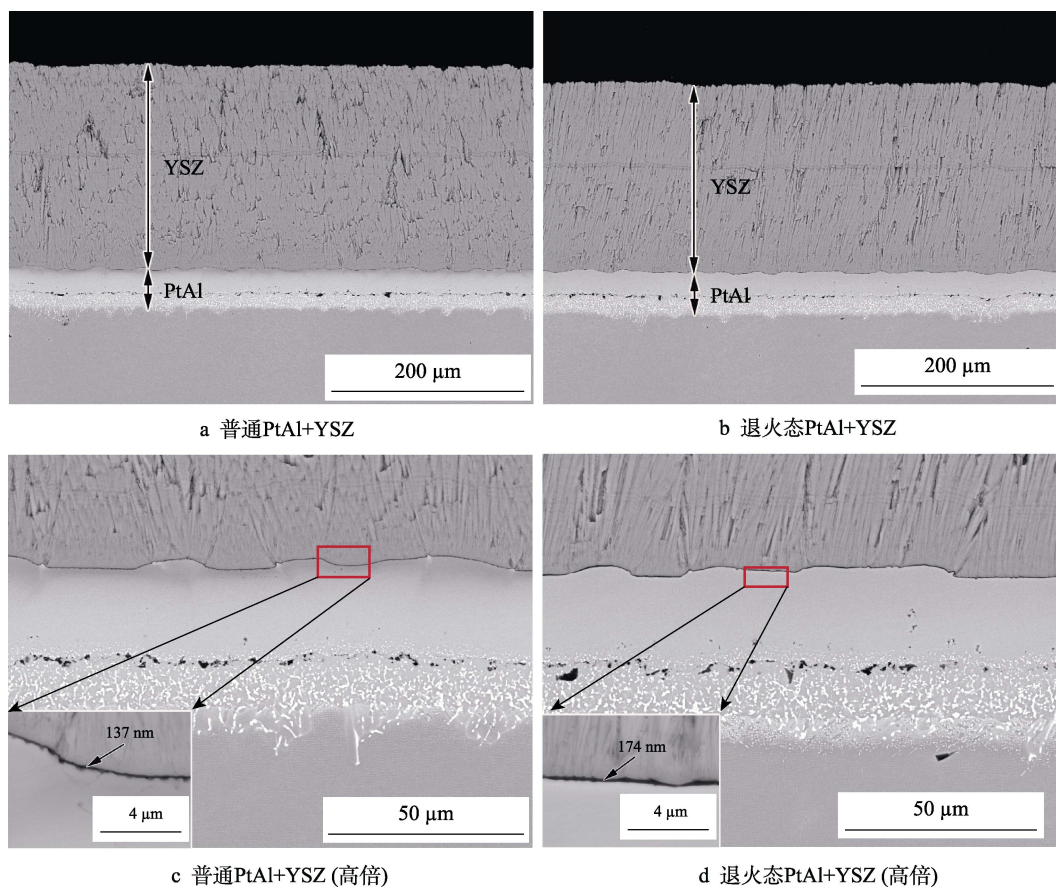 YSZ
PtAl
200 μm
a 普通PtAl+YSZ
YSZ
PtAl
200 μm
b 退火态PtAl+YSZ
137 nm
4 μm
50 μm
c 普通PtAl+YSZ (高倍)
174 nm
4 μm
50 μm
d 退火态PtAl+YSZ (高倍)